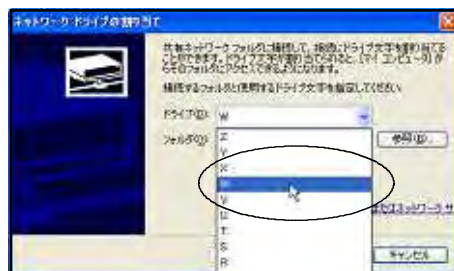 ネットワーク ドライブの割り当て
共有ネットワーク フォルダに接続して、接続にドライブ文字を割り当てる
ことができます。ドライブ文字が割り当てられると、[マイ コンピュータ] か
らそのフォルダにアクセスできるようになります。
接続するフォルダと使用するドライブ文字を指定してください
ドライブ(D): W
フォルダ(O): Z
参照(B)...
Y
X
V
U
T
S
R
キャンセル